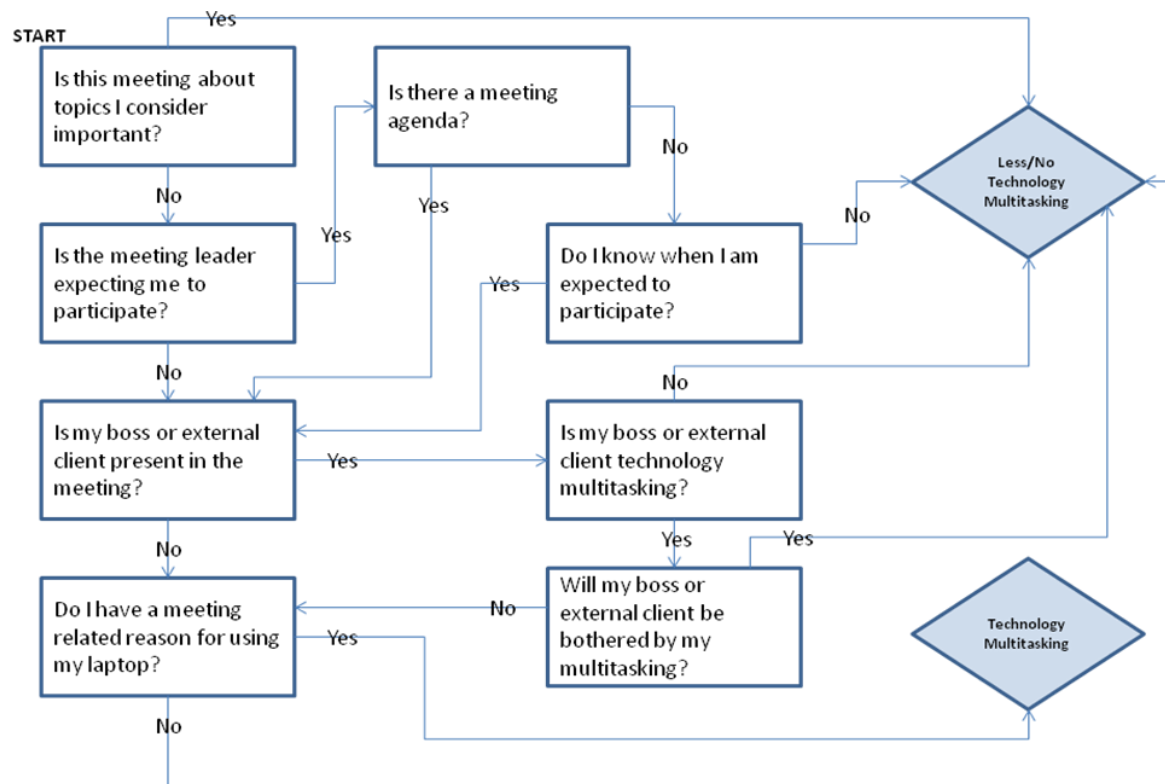 Yes
START
Is this meeting about
topics I consider
important?
Is there a meeting
agenda?
No
Less/No
Technology
Multitasking
No
Yes
Yes
No
Is the meeting leader
expecting me to
participate?
Do I know when I am
expected to
participate?
Yes
No
No
Is my boss or external
client present in the
meeting?
Yes
Is my boss or external
client technology
multitasking?
No
Yes
Yes
Will my boss or
external client be
bothered by my
multitasking?
No
Do I have a meeting
related reason for using
my laptop?
Yes
Technology
Multitasking
No